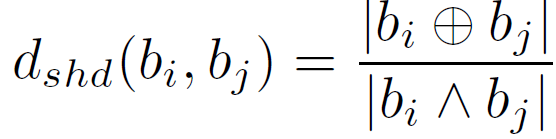 d_{shd}(b_i, b_j) = \frac{|b_i \oplus b_j|}{|b_i \wedge b_j|}